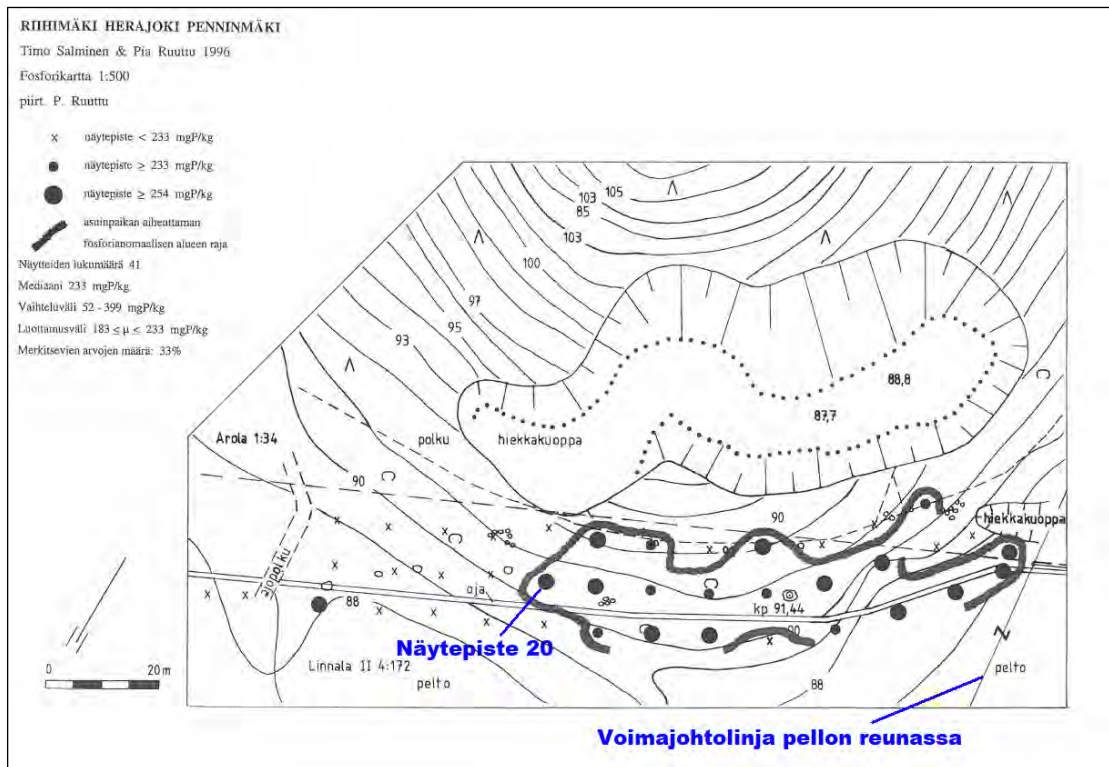 RIIHIMÄKI HERAJOKI PENNINMÄKI
Timo Salminen & Pia Ruuttu 1996
Fosforikartta 1:500
piirt. P. Ruuttu
x näytepiste < 233 mgP/kg
näytepiste ≥ 233 mgP/kg
näytepiste ≥ 254 mgP/kg
asuinpaikan aiheuttaman
fosforianomaalisen alueen raja
Näytteiden lukumäärä 41
Mediaani 233 mgP/kg
Vaihteluväli 52 - 399 mgP/kg
Luottamusväli 183 ≤ µ ≤ 233 mgP/kg
Merkitsevien arvojen määrä: 33%
105
103
85
103
100
97
95
93
88,8
87,7
Arola 1:34
polku
hiekkakuoppa
90
90
hiekkakuoppa
ajopolku
oja
88
kp 91,44
90
Näytepiste 20
0 20 m
Linnala II 4:172
pelto
88
pelto
Voimajohtolinja pellon reunassa